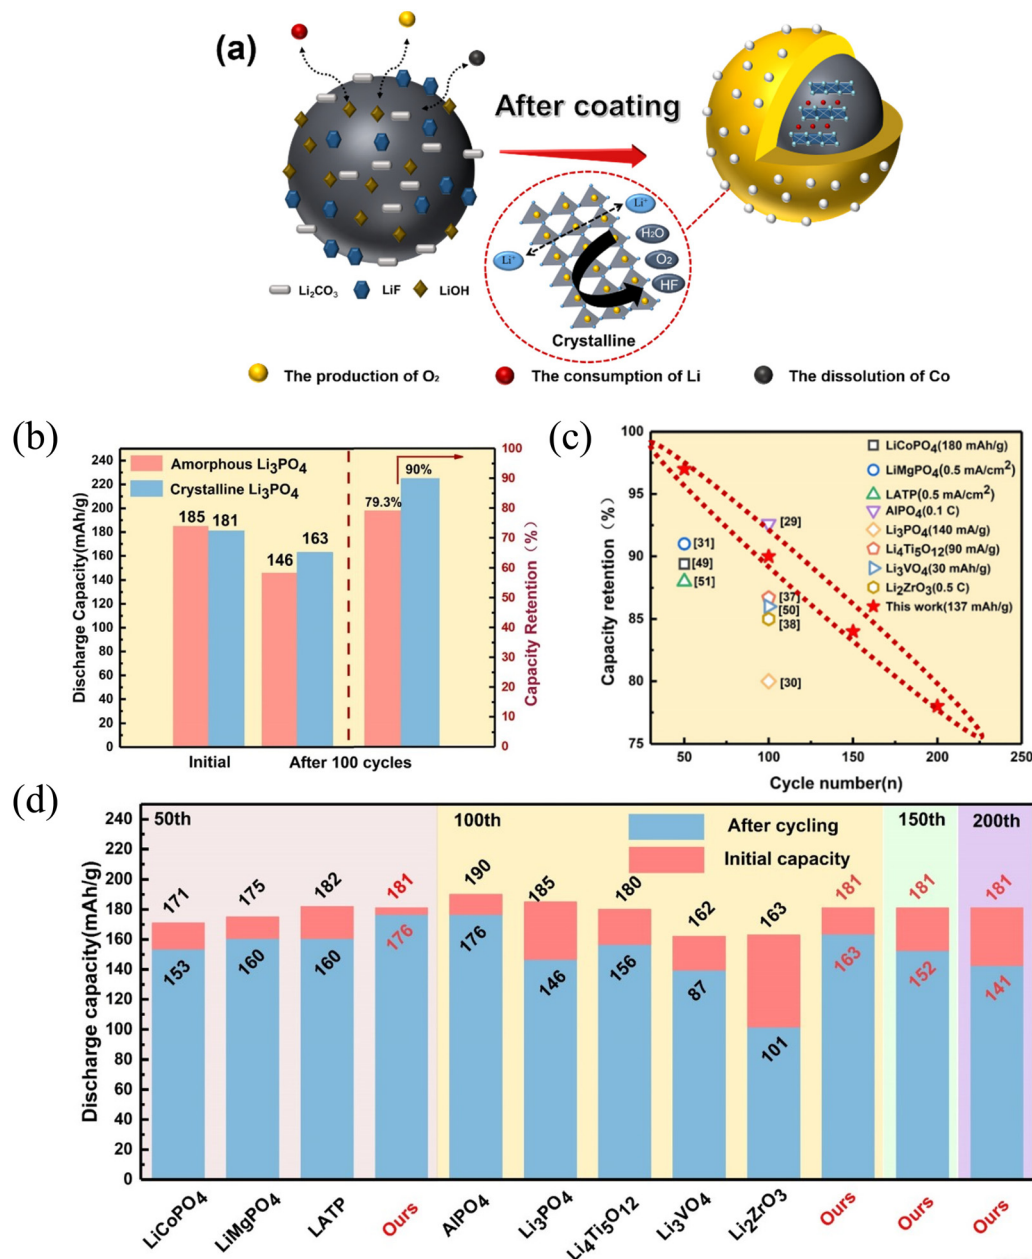 (a)
After coating
Li⁺
H₂O
Li⁺
O₂
HF
Crystalline
Li₂CO₃ LiF LiOH
The production of O₂ The consumption of Li The dissolution of Co
(b)
Amorphous Li₃PO₄
Crystalline Li₃PO₄
185 181 146 163 79.3% 90%
Discharge Capacity(mAh/g)
0 20 40 60 80 100 120 140 160 180 200 220 240
Capacity Retention (%)
0 10 20 30 40 50 60 70 80 90 100
Initial After 100 cycles
(c)
Capacity retention (%)
100
95
90
85
80
75
LiCoPO₄(180 mAh/g)
LiMgPO₄(0.5 mA/cm²)
LATP(0.5 mA/cm²)
AlPO₄(0.1 C)
Li₃PO₄(140 mA/g)
Li₄Ti₅O₁₂(90 mA/g)
Li₃VO₄(30 mAh/g)
Li₂ZrO₃(0.5 C)
This work(137 mAh/g)
[29]
[31]
[49]
[51]
[37]
[50]
[38]
[30]
50 100 150 200 250
Cycle number(n)
(d)
Discharge capacity(mAh/g)
240
220
200
180
160
140
120
100
80
60
40
20
0
50th 100th 150th 200th
After cycling
Initial capacity
171 175 182 181 190 185 180 162 163 181 181 181
153 160 160 176 176 146 156 87 101 163 152 141
LiCoPO₄ LiMgPO₄ LATP Ours AlPO₄ Li₃PO₄ Li₄Ti₅O₁₂ Li₃VO₄ Li₂ZrO₃ Ours Ours Ours